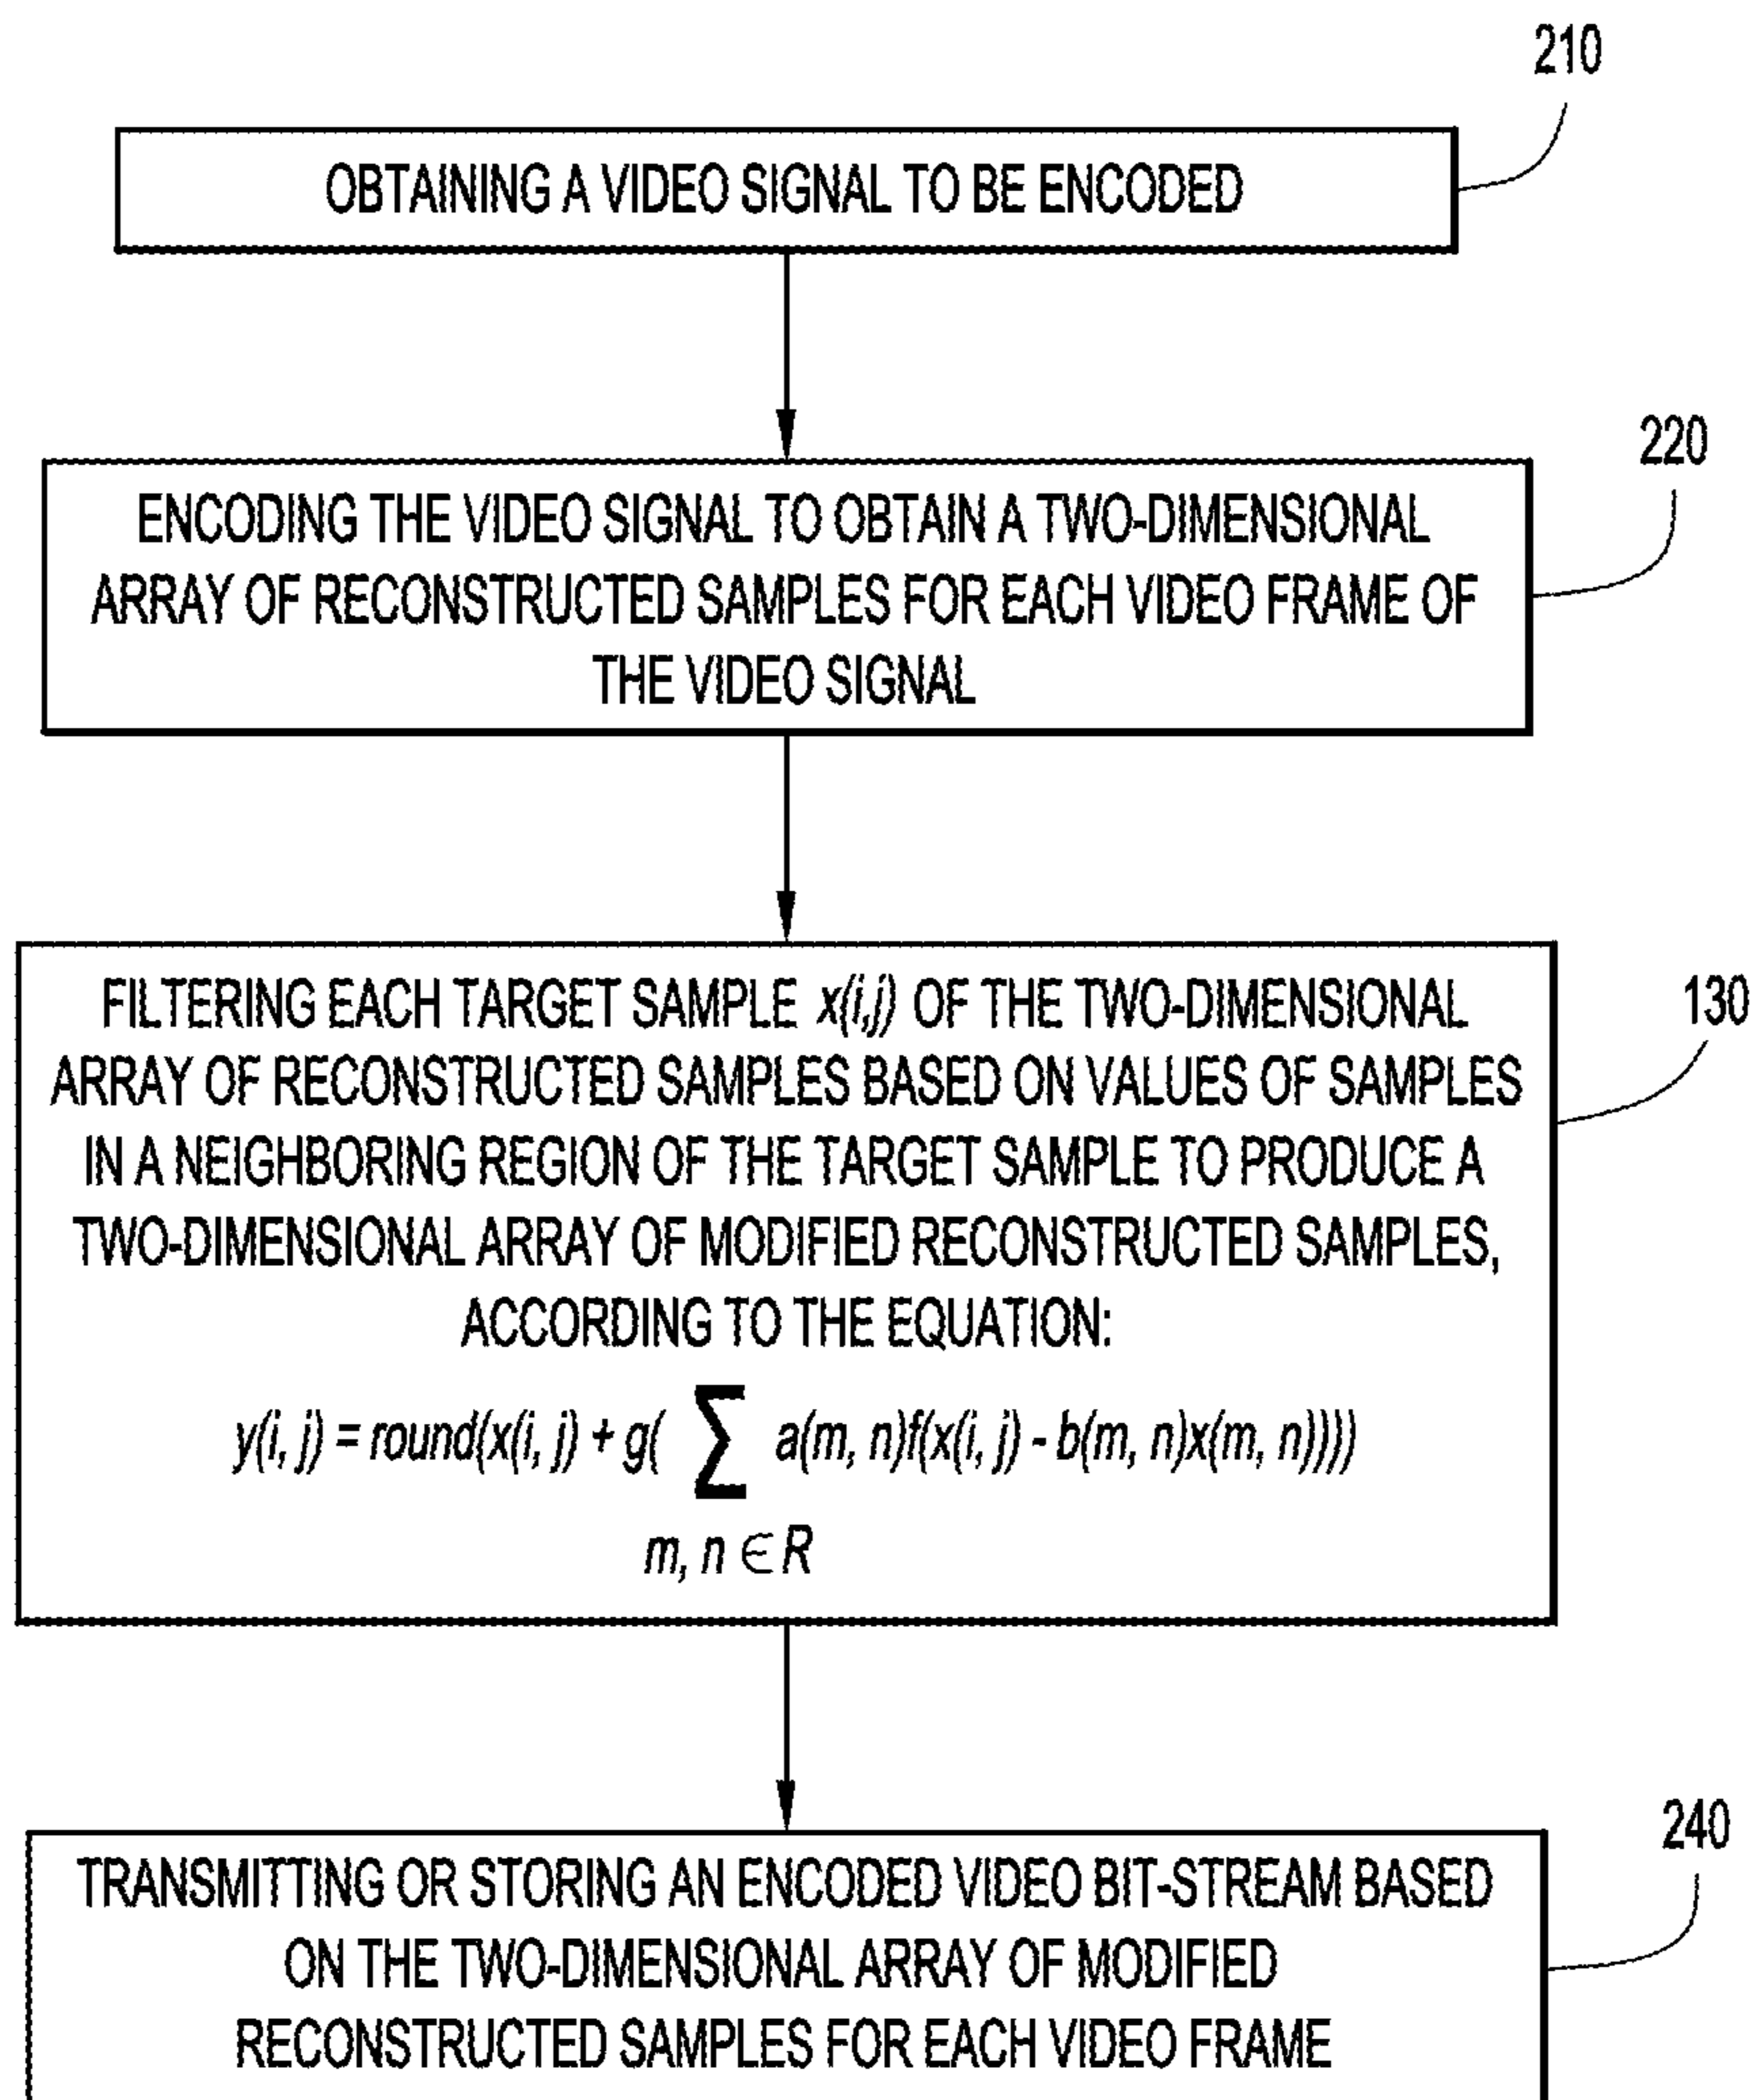 210
OBTAINING A VIDEO SIGNAL TO BE ENCODED
220
ENCODING THE VIDEO SIGNAL TO OBTAIN A TWO-DIMENSIONAL
ARRAY OF RECONSTRUCTED SAMPLES FOR EACH VIDEO FRAME OF
THE VIDEO SIGNAL
130
FILTERING EACH TARGET SAMPLE x(i,j) OF THE TWO-DIMENSIONAL
ARRAY OF RECONSTRUCTED SAMPLES BASED ON VALUES OF SAMPLES
IN A NEIGHBORING REGION OF THE TARGET SAMPLE TO PRODUCE A
TWO-DIMENSIONAL ARRAY OF MODIFIED RECONSTRUCTED SAMPLES,
ACCORDING TO THE EQUATION:
y(i, j) = round(x(i, j) + g( ∑ a(m, n)f(x(i, j) - b(m, n)x(m, n))))
m, n ∈ R
240
TRANSMITTING OR STORING AN ENCODED VIDEO BIT-STREAM BASED
ON THE TWO-DIMENSIONAL ARRAY OF MODIFIED
RECONSTRUCTED SAMPLES FOR EACH VIDEO FRAME